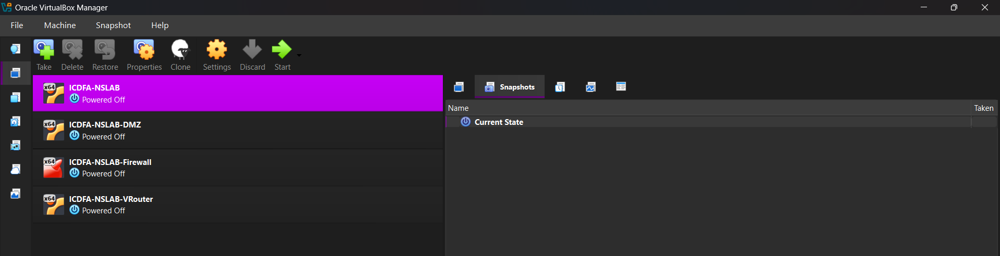 Oracle VirtualBox Manager
File Machine Snapshot Help
Take Delete Restore Properties Clone Settings Discard Start
x64 ICDFA-NSLAB
Powered Off
x64 ICDFA-NSLAB-DMZ
Powered Off
x64 ICDFA-NSLAB-Firewall
Powered Off
x64 ICDFA-NSLAB-VRouter
Powered Off
Snapshots
Name Taken
Current State